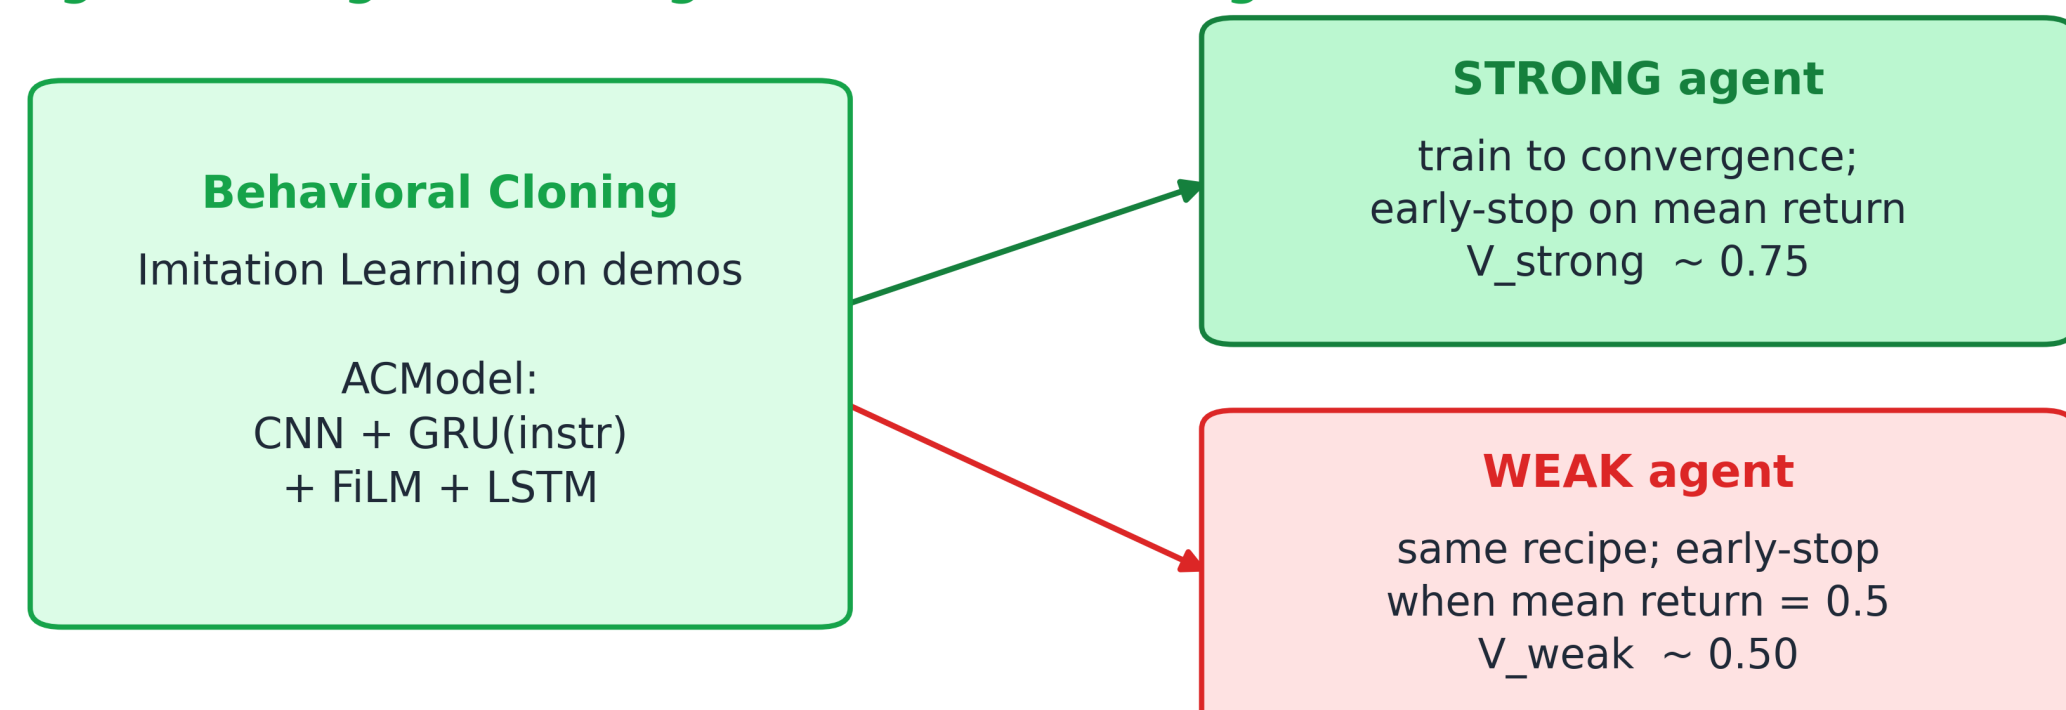 Behavioral Cloning
Imitation Learning on demos
ACModel:
CNN + GRU(instr)
+ FiLM + LSTM
STRONG agent
train to convergence;
early-stop on mean return
V_strong ~ 0.75
WEAK agent
same recipe; early-stop
when mean return = 0.5
V_weak ~ 0.50